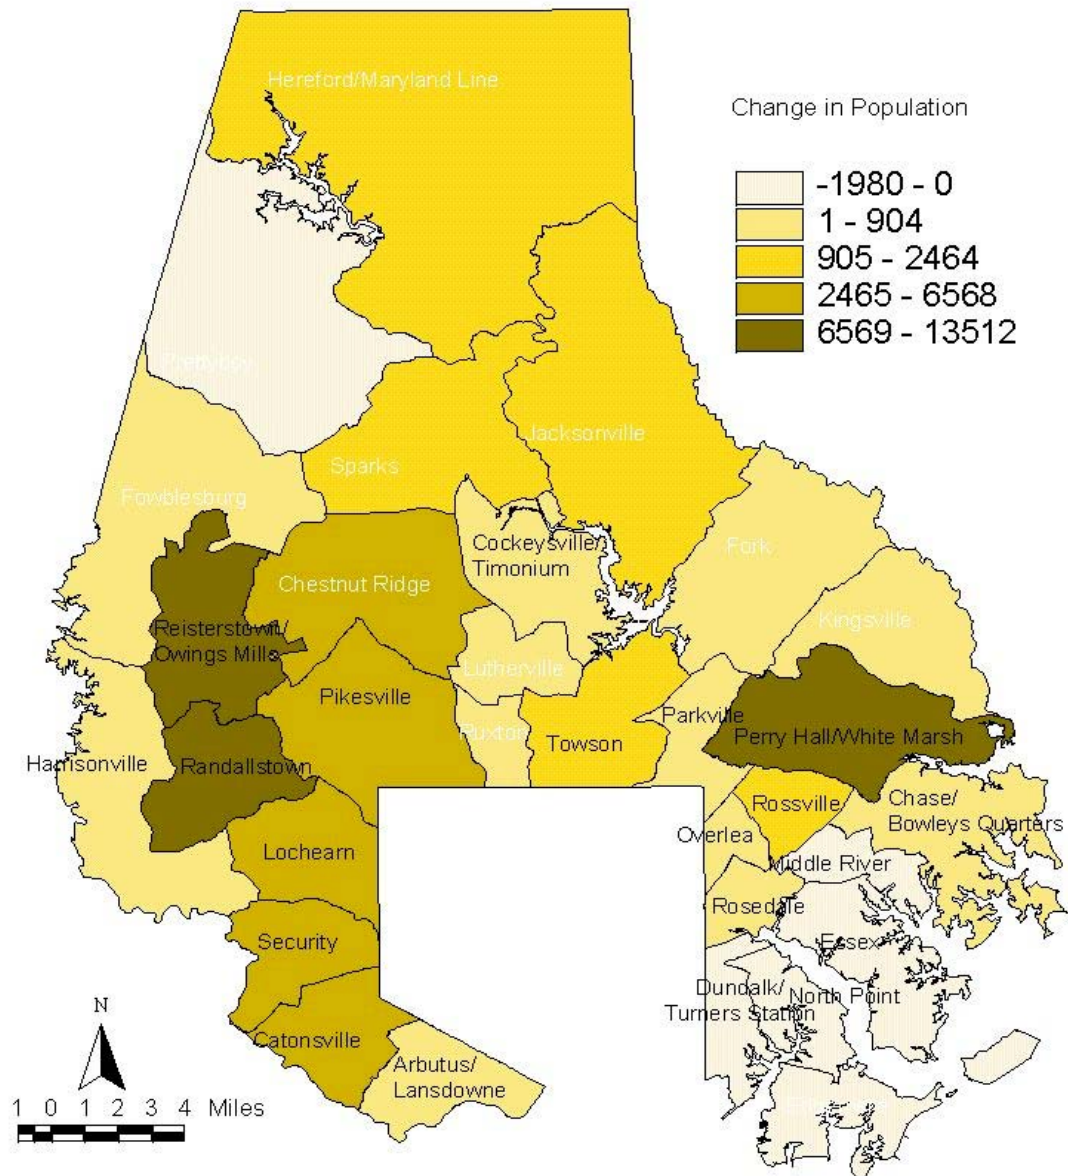 Hereford/Maryland Line
Change in Population
-1980 - 0
1 - 904
905 - 2464
2465 - 6568
6569 - 13512
Prettyboy
Jacksonville
Sparks
Fowblesburg
Cockeysville/
Timonium
Fork
Chestnut Ridge
Kingsville
Reisterstown/
Owings Mills
Lutherville
Pikesville
Parkville
Ruxton
Towson
Perry Hall/White Marsh
Harrisonville
Randallstown
Rossville
Chase/
Bowleys Quarters
Overlea
Lochearn
Middle River
Rosedale
Security
Essex
Dundalk/
Turners Station
North Point
N
Catonsville
Arbutus/
Lansdowne
1 0 1 2 3 4 Miles